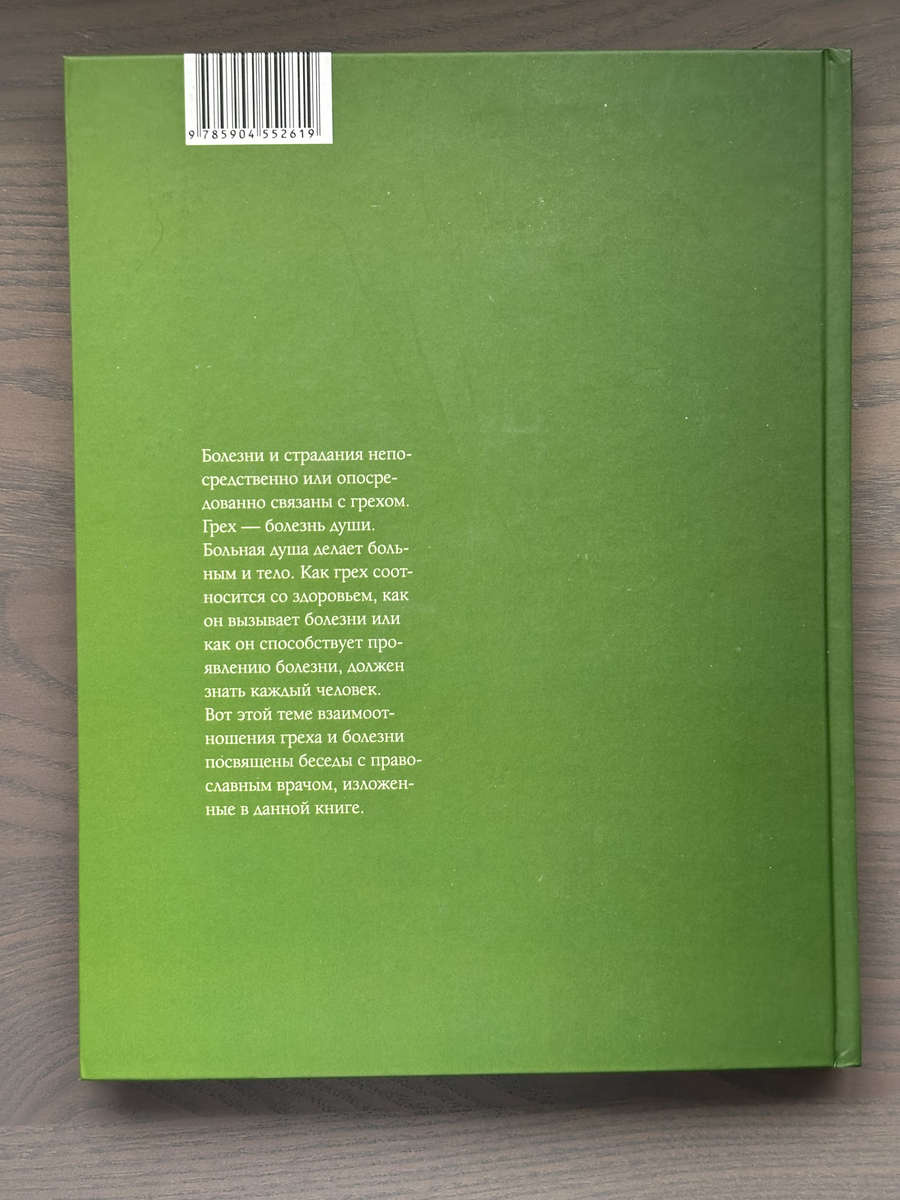 9 785904 552619
Болезни и страдания непо-
средственно или опосре-
дованно связаны с грехом.
Грех — болезнь души.
Больная душа делает боль-
ным и тело. Как грех соот-
носится со здоровьем, как
он вызывает болезни или
как он способствует про-
явлению болезни, должен
знать каждый человек.
Вот этой теме взаимоот-
ношения греха и болезни
посвящены беседы с право-
славным врачом, изложен-
ные в данной книге.